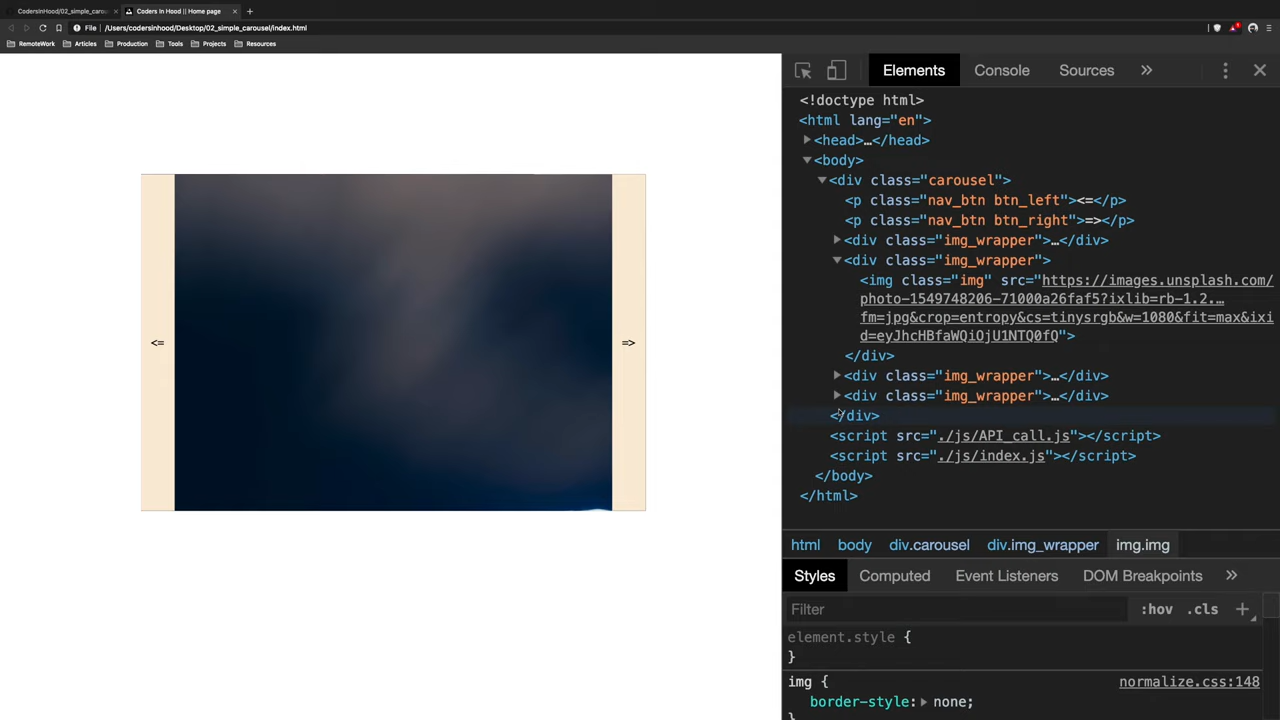 CodersInHood/02_simple_carou
Coders In Hood || Home page
File
/Users/codersinhood/Desktop/02_simple_carousel/index.html
RemoteWork
Articles
Production
Tools
Projects
Resources
<=
=>
Elements
Console
Sources
<!doctype html>
<html lang="en">
<head>…</head>
<body>
<div class="carousel">
<p class="nav_btn btn_left"><=</p>
<p class="nav_btn btn_right">=></p>
<div class="img_wrapper">…</div>
<div class="img_wrapper">
<img class="img" src="https://images.unsplash.com/
photo-1549748206-71000a26faf5?ixlib=rb-1.2.…
fm=jpg&crop=entropy&cs=tinysrgb&w=1080&fit=max&ixi
d=eyJhcHBfaWQiOjU1NTQ0fQ">
</div>
<div class="img_wrapper">…</div>
<div class="img_wrapper">…</div>
</div>
<script src="./js/API_call.js"></script>
<script src="./js/index.js"></script>
</body>
</html>
html
body
div.carousel
div.img_wrapper
img.img
Styles
Computed
Event Listeners
DOM Breakpoints
Filter
:hov
.cls
element.style {
}
img {
normalize.css:148
border-style: none;